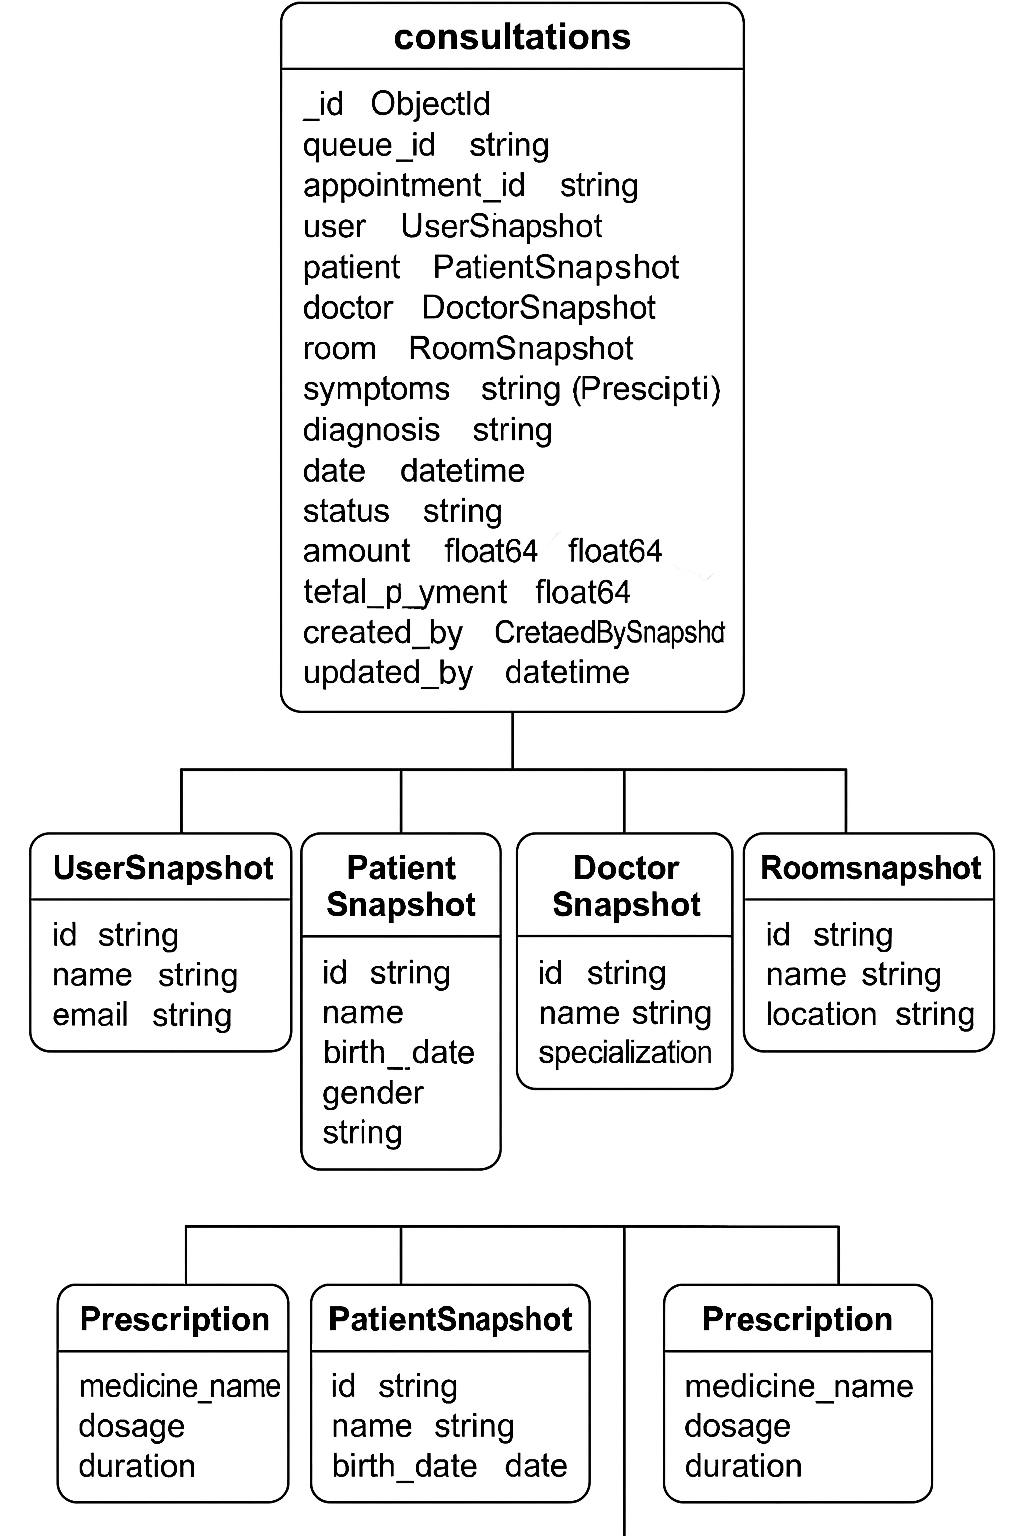 consultations
_id ObjectId
queue_id string
appointment_id string
user UserSnapshot
patient PatientSnapshot
doctor DoctorSnapshot
room RoomSnapshot
symptoms string (Prescipti)
diagnosis string
date datetime
status string
amount float64 float64
tefal_p_yment float64
created_by CretaedBySnapshd
updated_by datetime
UserSnapshot
id string
name string
email string
Patient
Snapshot
id string
name
birth_date
gender
string
Doctor
Snapshot
id string
name string
specialization
Roomsnapshot
id string
name string
location string
Prescription
medicine_name
dosage
duration
PatientSnapshot
id string
name string
birth_date date
Prescription
medicine_name
dosage
duration